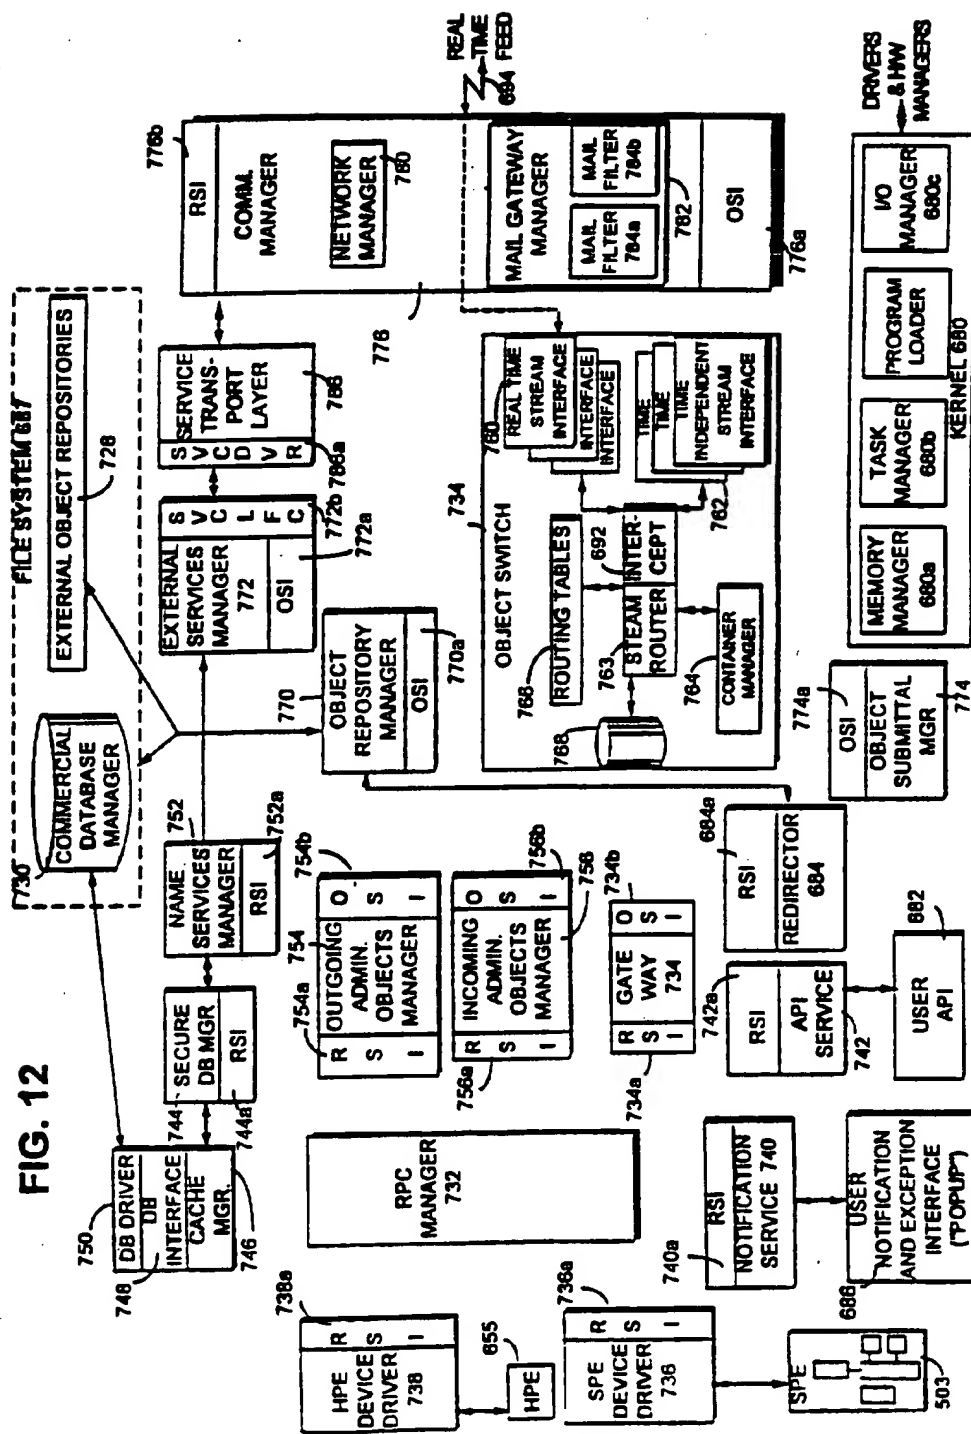 FIG. 12
750
DB DRIVER
DB
INTERFACE
CACHE
MGR.
748
746
744
SECURE
DB MGR
RSI
744a
752
NAME
SERVICES
MANAGER
RSI
752a
730
COMMERCIAL
DATABASE
MANAGER
FILE SYSTEM 687
EXTERNAL OBJECT REPOSITORIES
728
EXTERNAL
SERVICES
MANAGER
772
OSI
S
V
C
L
F
C
772b
772a
S
V
C
D
V
R
SERVICE
TRANS-
PORT
LAYER
786
786a
776b
RSI
COMM.
MANAGER
NETWORK
MANAGER
780
778
MAIL GATEWAY
MANAGER
MAIL
FILTER
784a
MAIL
FILTER
784b
782
OSI
776a
REAL
TIME
FEED
694
738a
HPE
DEVICE
DRIVER
738
R
S
I
655
HPE
736a
SPE
DEVICE
DRIVER
736
R
S
I
SPE
503
RPC
MANAGER
732
754a
R
S
I
OUTGOING
ADMIN.
OBJECTS
MANAGER
754
O
S
I
754b
756a
R
S
I
INCOMING
ADMIN.
OBJECTS
MANAGER
O
S
I
756b
756
734a
R
S
I
GATE
WAY
734
O
S
I
734b
770
OBJECT
REPOSITORY
MANAGER
OSI
770a
734
OBJECT SWITCH
766
ROUTING TABLES
763
STEAM
ROUTER
692
INTER-
CEPT
764
CONTAINER
MANAGER
768
760
REAL TIME
STREAM
INTERFACE
INTERFACE
INTERFACE
TIME
TIME
TIME
INDEPENDENT
STREAM
INTERFACE
762
740a
RSI
NOTIFICATION
SERVICE 740
686
USER
NOTIFICATION
AND EXCEPTION
INTERFACE
("POPUP")
742a
RSI
API
SERVICE
742
USER
API
682
684a
RSI
REDIRECTOR
684
774a
OSI
OBJECT
SUBMITTAL
MGR
774
MEMORY
MANAGER
680a
TASK
MANAGER
680b
PROGRAM
LOADER
I/O
MANAGER
680c
KERNEL 680
DRIVERS
& H/W
MANAGERS